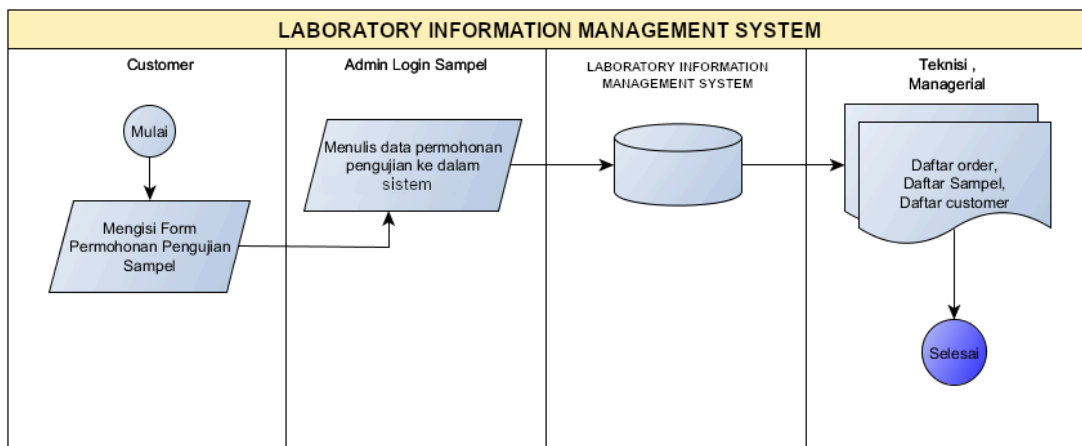 LABORATORY INFORMATION MANAGEMENT SYSTEM
Customer
Mulai
Mengisi Form
Permohonan Pengujian
Sampel
Admin Login Sampel
Menulis data permohonan
pengujian ke dalam
sistem
LABORATORY INFORMATION
MANAGEMENT SYSTEM
Teknisi ,
Managerial
Daftar order,
Daftar Sampel,
Daftar customer
Selesai